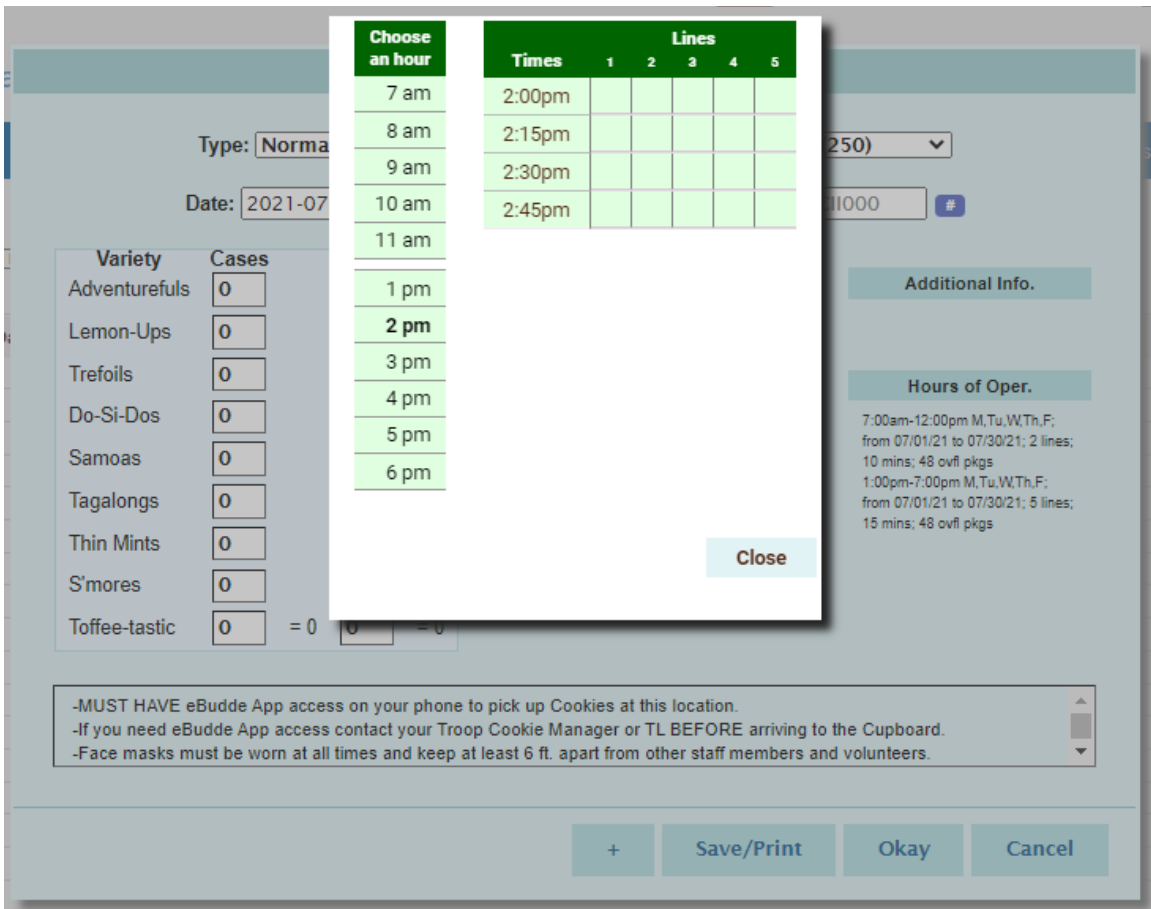 Choose
an hour
7 am
8 am
9 am
10 am
11 am
1 pm
2 pm
3 pm
4 pm
5 pm
6 pm
Lines
Times 1 2 3 4 5
2:00pm
2:15pm
2:30pm
2:45pm
Close
Type: Norma 250)
Date: 2021-07 000 #
Variety Cases
Adventurefuls 0
Lemon-Ups 0
Trefoils 0
Do-Si-Dos 0
Samoas 0
Tagalongs 0
Thin Mints 0
S'mores 0
Toffee-tastic 0 = 0 0 = 0
Additional Info.
Hours of Oper.
7:00am-12:00pm M,Tu,W,Th,F;
from 07/01/21 to 07/30/21; 2 lines;
10 mins; 48 ovfl pkgs
1:00pm-7:00pm M,Tu,W,Th,F;
from 07/01/21 to 07/30/21; 5 lines;
15 mins; 48 ovfl pkgs
-MUST HAVE eBudde App access on your phone to pick up Cookies at this location.
-If you need eBudde App access contact your Troop Cookie Manager or TL BEFORE arriving to the Cupboard.
-Face masks must be worn at all times and keep at least 6 ft. apart from other staff members and volunteers.
+ Save/Print Okay Cancel